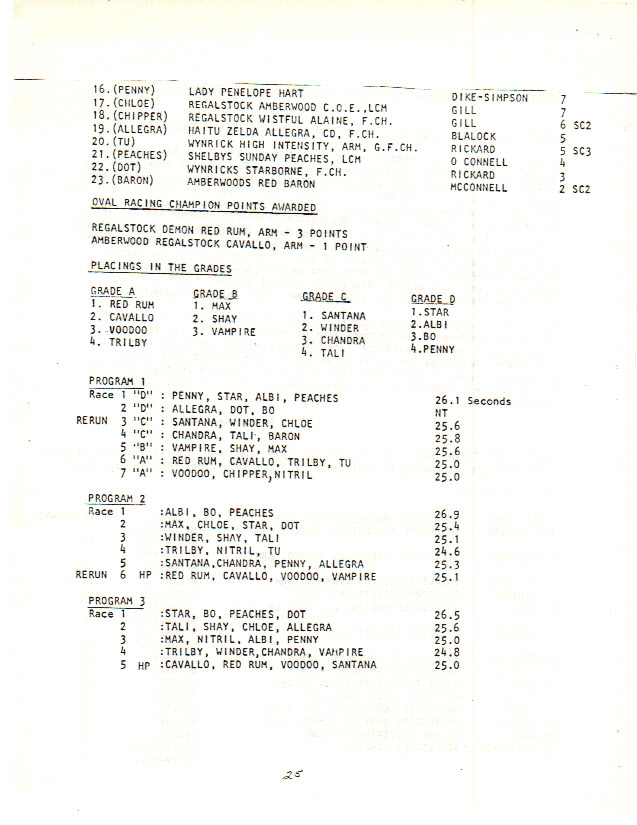 16.(PENNY) LADY PENELOPE HART DIKE-SIMPSON 7
17.(CHLOE) REGALSTOCK AMBERWOOD C.O.E.,LCM GILL 7
18.(CHIPPER) REGALSTOCK WISTFUL ALAINE, F.CH. GILL 6 SC2
19.(ALLEGRA) HAITU ZELDA ALLEGRA, CD, F.CH. BLALOCK 5
20.(TU) WYNRICK HIGH INTENSITY, ARM, G.F.CH. RICKARD 5 SC3
21.(PEACHES) SHELBYS SUNDAY PEACHES, LCM O CONNELL 4
22.(DOT) WYNRICKS STARBORNE, F.CH. RICKARD 3
23.(BARON) AMBERWOODS RED BARON MCCONNELL 2 SC2
OVAL RACING CHAMPION POINTS AWARDED
REGALSTOCK DEMON RED RUM, ARM - 3 POINTS
AMBERWOOD REGALSTOCK CAVALLO, ARM - 1 POINT
PLACINGS IN THE GRADES
GRADE A GRADE B GRADE C GRADE D
1. RED RUM 1. MAX 1. SANTANA 1.STAR
2. CAVALLO 2. SHAY 2. WINDER 2.ALBI
3. VOODOO 3. VAMPIRE 3. CHANDRA 3.BO
4. TRILBY 4. TALI 4.PENNY
PROGRAM 1
Race 1 "D" : PENNY, STAR, ALBI, PEACHES 26.1 Seconds
2 "D" : ALLEGRA, DOT, BO NT
RERUN 3 "C" : SANTANA, WINDER, CHLOE 25.6
4 "C" : CHANDRA, TALI, BARON 25.8
5 "B" : VAMPIRE, SHAY, MAX 25.6
6 "A" : RED RUM, CAVALLO, TRILBY, TU 25.0
7 "A" : VOODOO, CHIPPER,NITRIL 25.0
PROGRAM 2
Race 1 :ALBI, BO, PEACHES 26.9
2 :MAX, CHLOE, STAR, DOT 25.4
3 :WINDER, SHAY, TALI 25.1
4 :TRILBY, NITRIL, TU 24.6
5 :SANTANA,CHANDRA, PENNY, ALLEGRA 25.3
RERUN 6 HP :RED RUM, CAVALLO, VOODOO, VAMPIRE 25.1
PROGRAM 3
Race 1 :STAR, BO, PEACHES, DOT 26.5
2 :TALI, SHAY, CHLOE, ALLEGRA 25.6
3 :MAX, NITRIL, ALBI, PENNY 25.0
4 :TRILBY, WINDER,CHANDRA, VAMPIRE 24.8
5 HP :CAVALLO, RED RUM, VOODOO, SANTANA 25.0
25